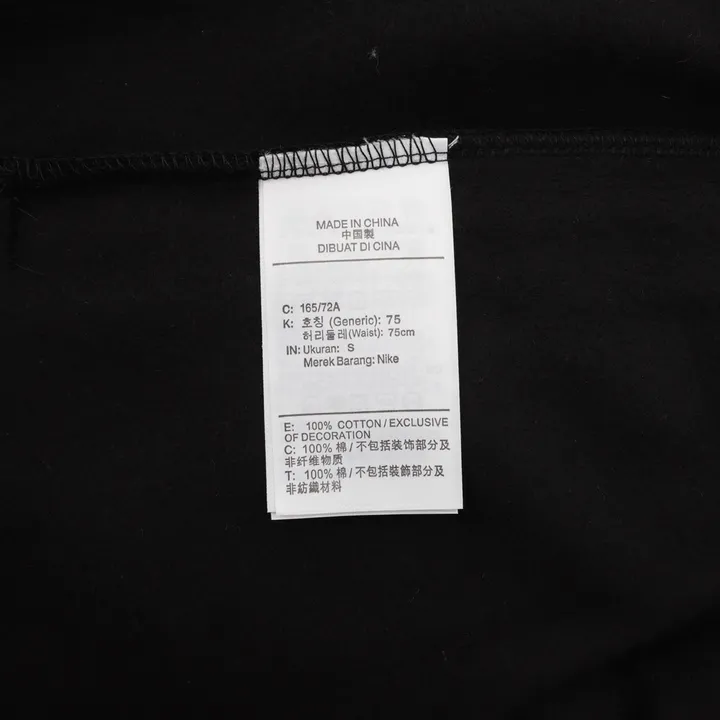 MADE IN CHINA
中国製
DIBUAT DI CINA
C: 165/72A
K: 호칭 (Generic): 75
허리둘레(Waist): 75cm
IN: Ukuran: S
Merek Barang: Nike
E: 100% COTTON / EXCLUSIVE
OF DECORATION
C: 100% 棉 / 不包括装饰部分及
非纤维物质
T: 100% 棉 / 不包括裝飾部分及
非紡織材料